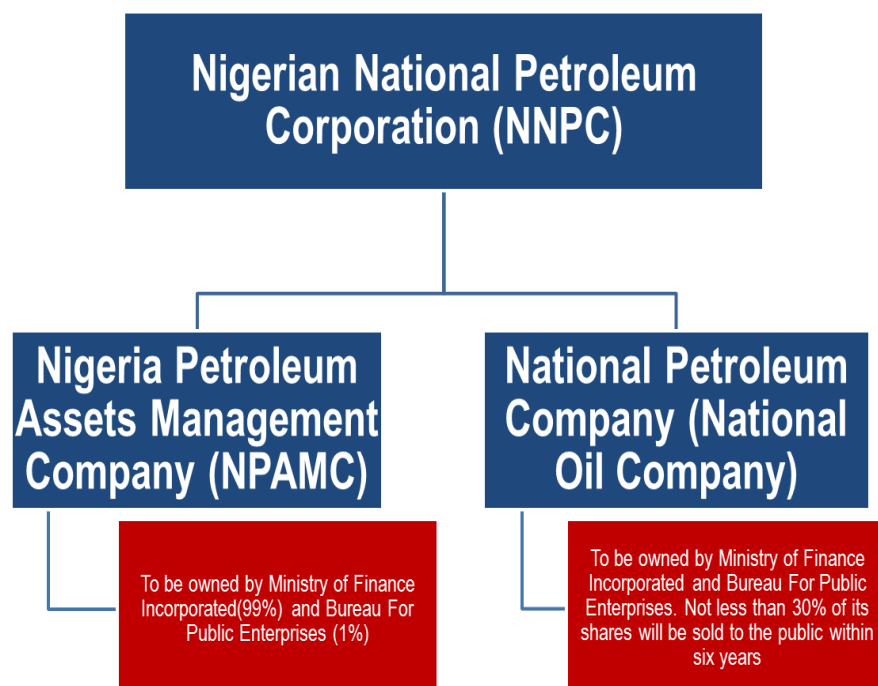 Nigerian National Petroleum
Corporation (NNPC)
Nigeria Petroleum
Assets Management
Company (NPAMC)
To be owned by Ministry of Finance
Incorporated(99%) and Bureau For
Public Enterprises (1%)
National Petroleum
Company (National
Oil Company)
To be owned by Ministry of Finance
Incorporated and Bureau For Public
Enterprises. Not less than 30% of its
shares will be sold to the public within
six years